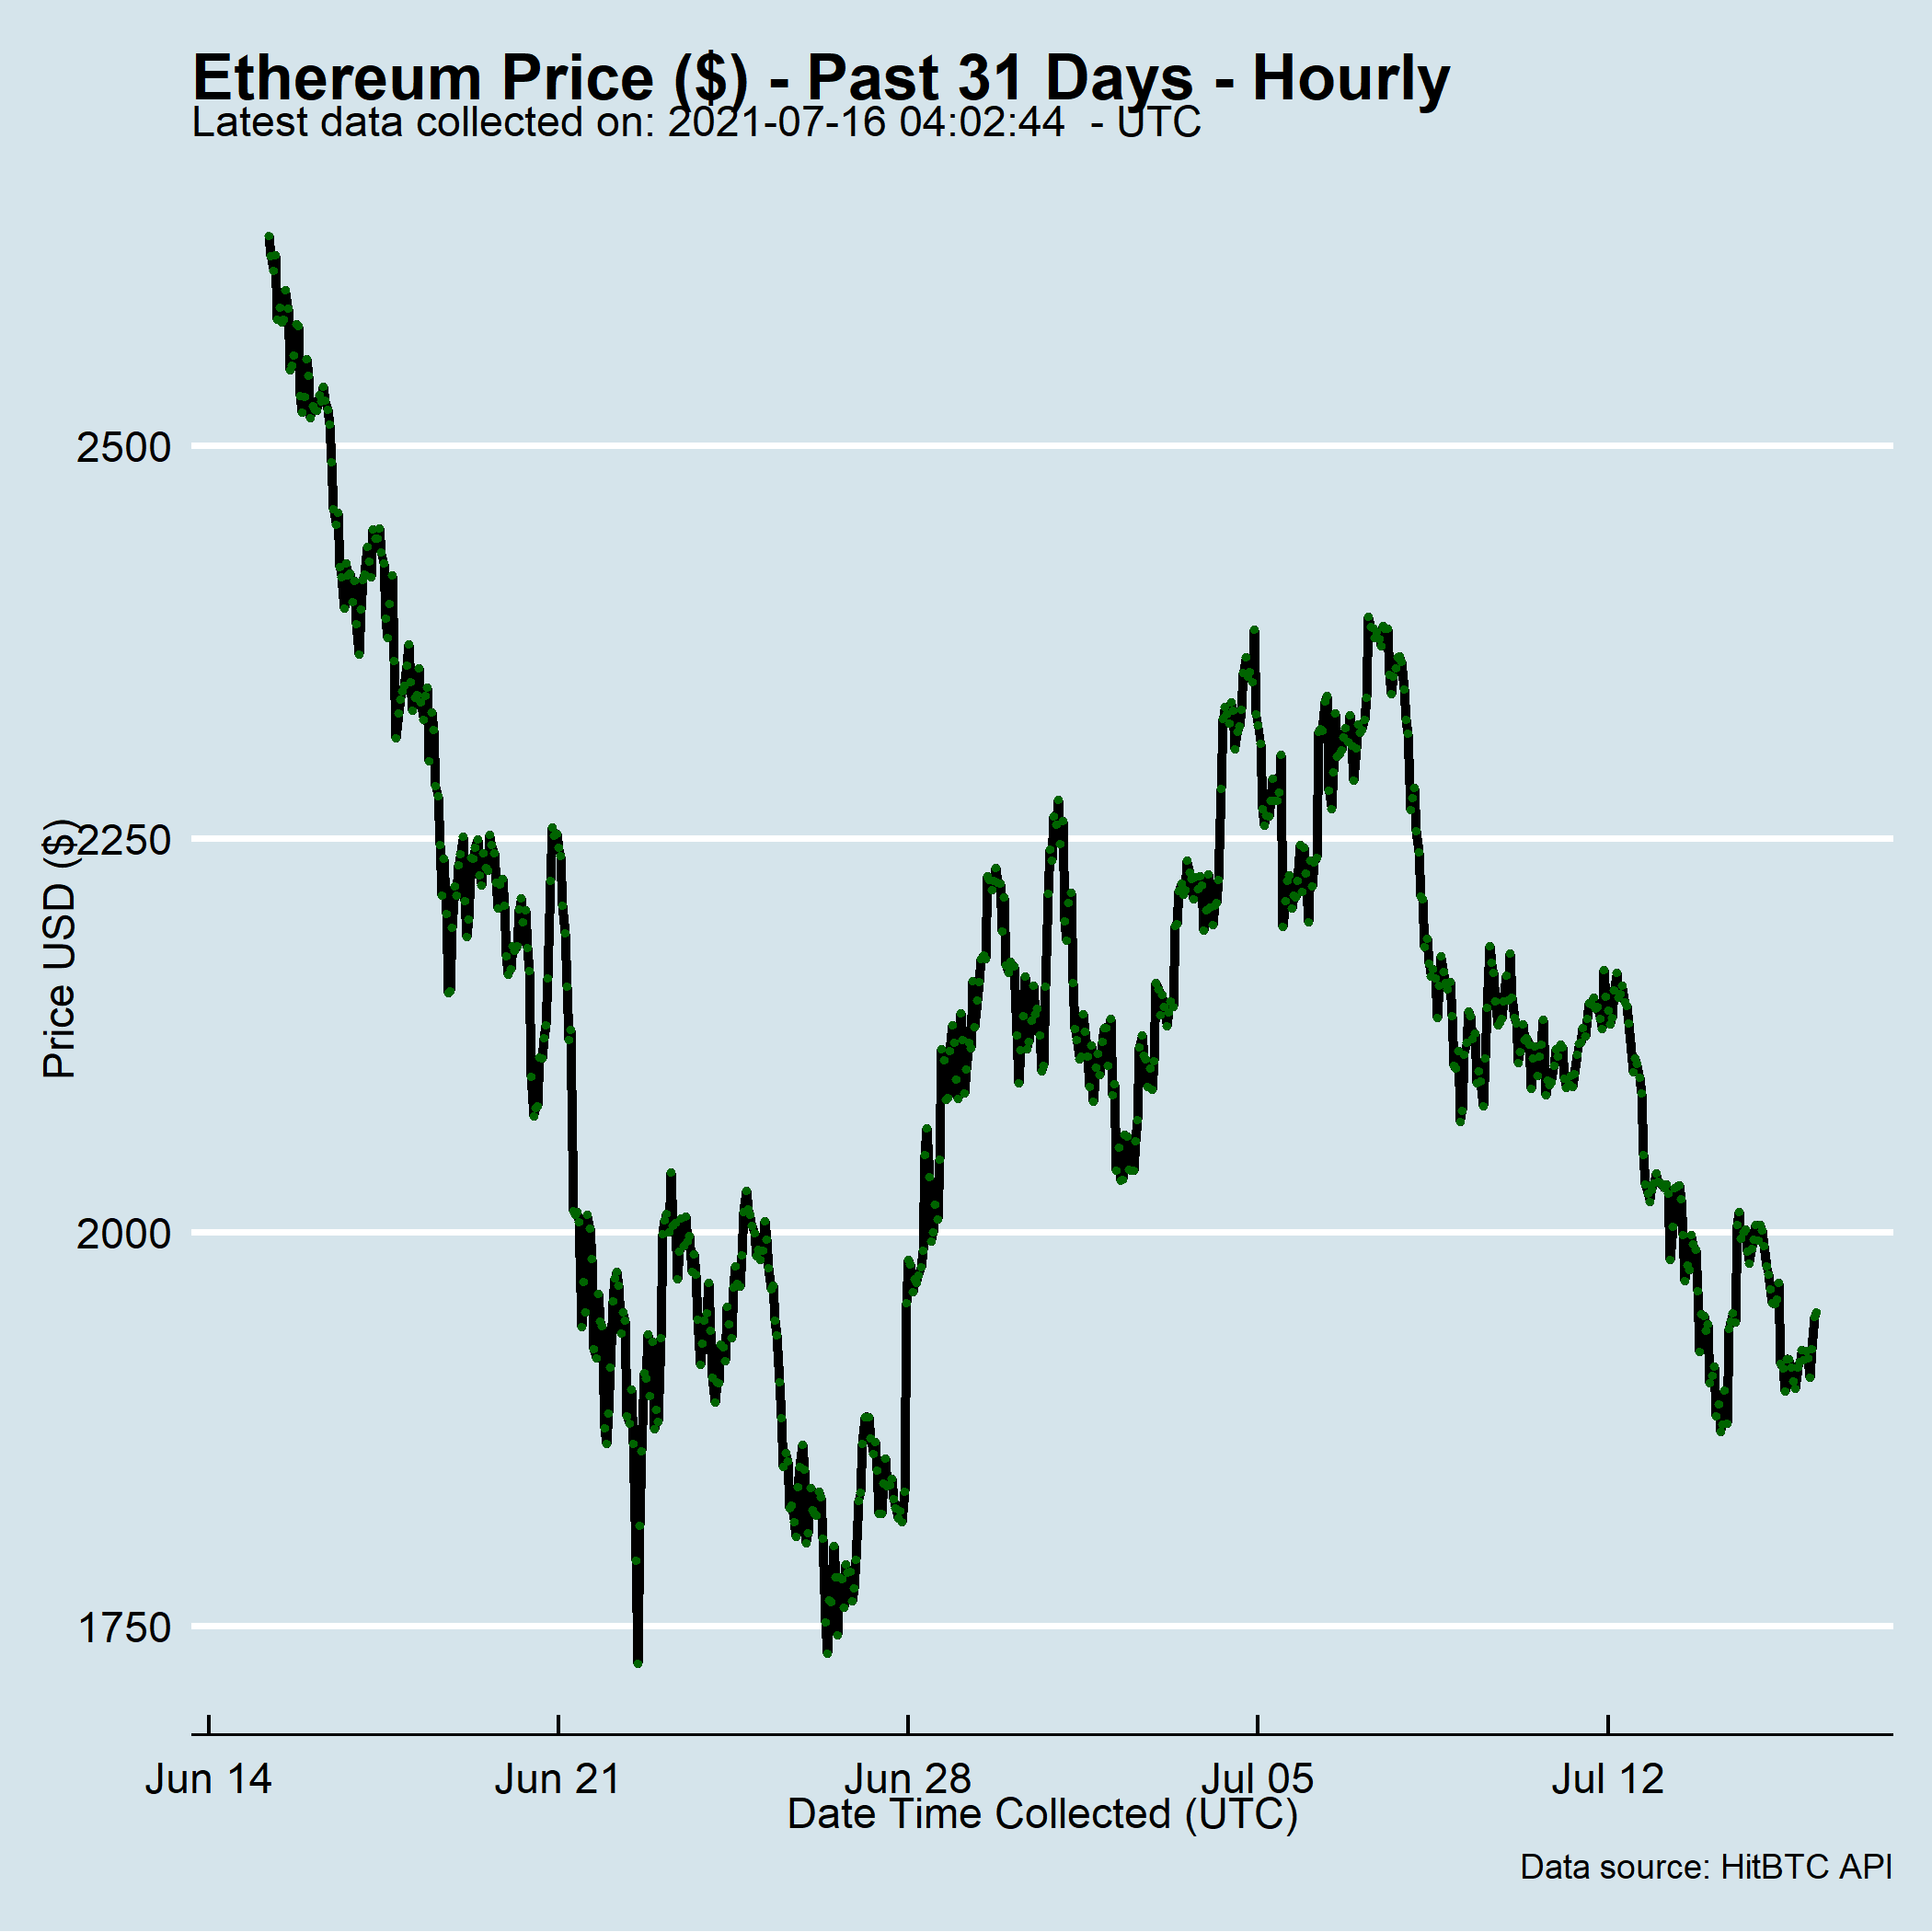 Ethereum Price ($) - Past 31 Days - Hourly
Latest data collected on: 2021-07-16 04:02:44  - UTC
2500
2250
2000
1750
Price USD ($)
Jun 14 Jun 21 Jun 28 Jul 05 Jul 12
Date Time Collected (UTC)
Data source: HitBTC API